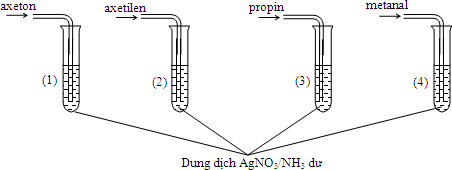 axeton axetilen propin metanal
(1) (2) (3) (4)
Dung dịch AgNO3/NH3 dư